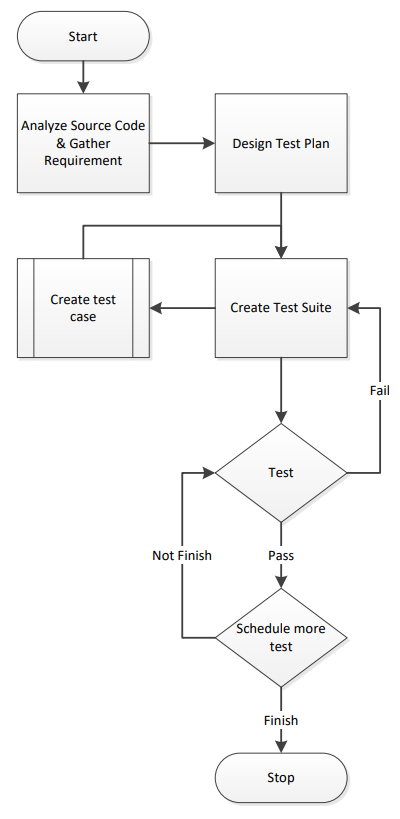 Start
Analyze Source Code
& Gather
Requirement
Design Test Plan
Create test
case
Create Test Suite
Fail
Test
Not Finish
Pass
Schedule more
test
Finish
Stop